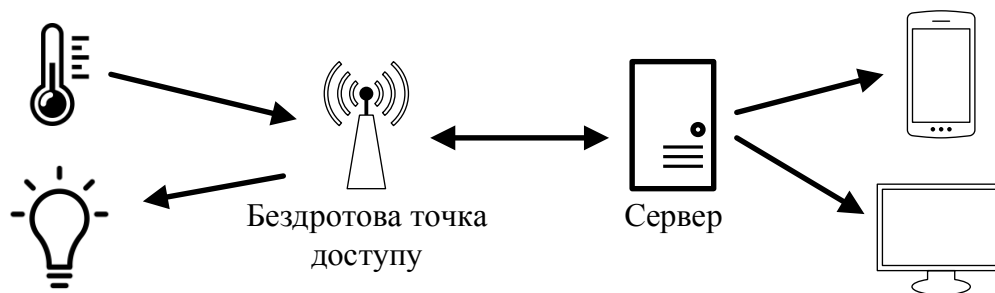 Бездротова точка
доступу
Сервер